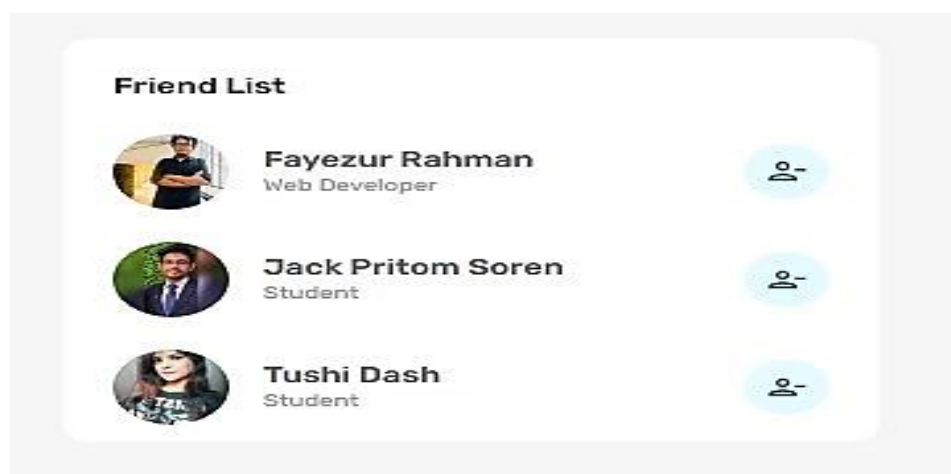 Friend List
Fayezur Rahman
Web Developer
Jack Pritom Soren
Student
Tushi Dash
Student